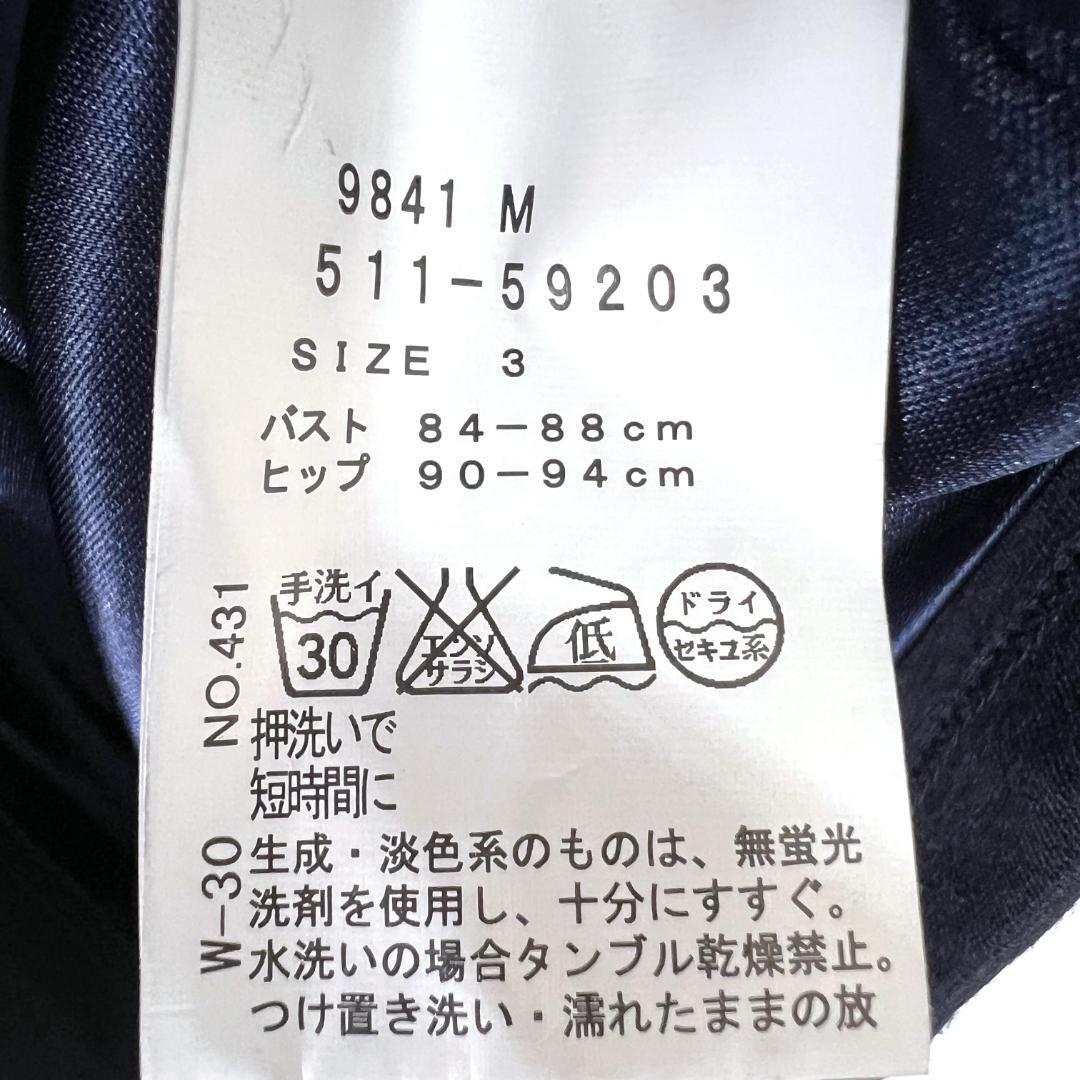 9841 M
511-59203
SIZE 3
バスト 84-88cm
ヒップ 90-94cm
手洗イ
30
エンソ
サラシ
低
ドライ
セキユ系
NO.431
押洗いで
短時間に
W-30
生成・淡色系のものは、無蛍光
洗剤を使用し、十分にすすぐ。
水洗いの場合タンブル乾燥禁止。
つけ置き洗い・濡れたままの放